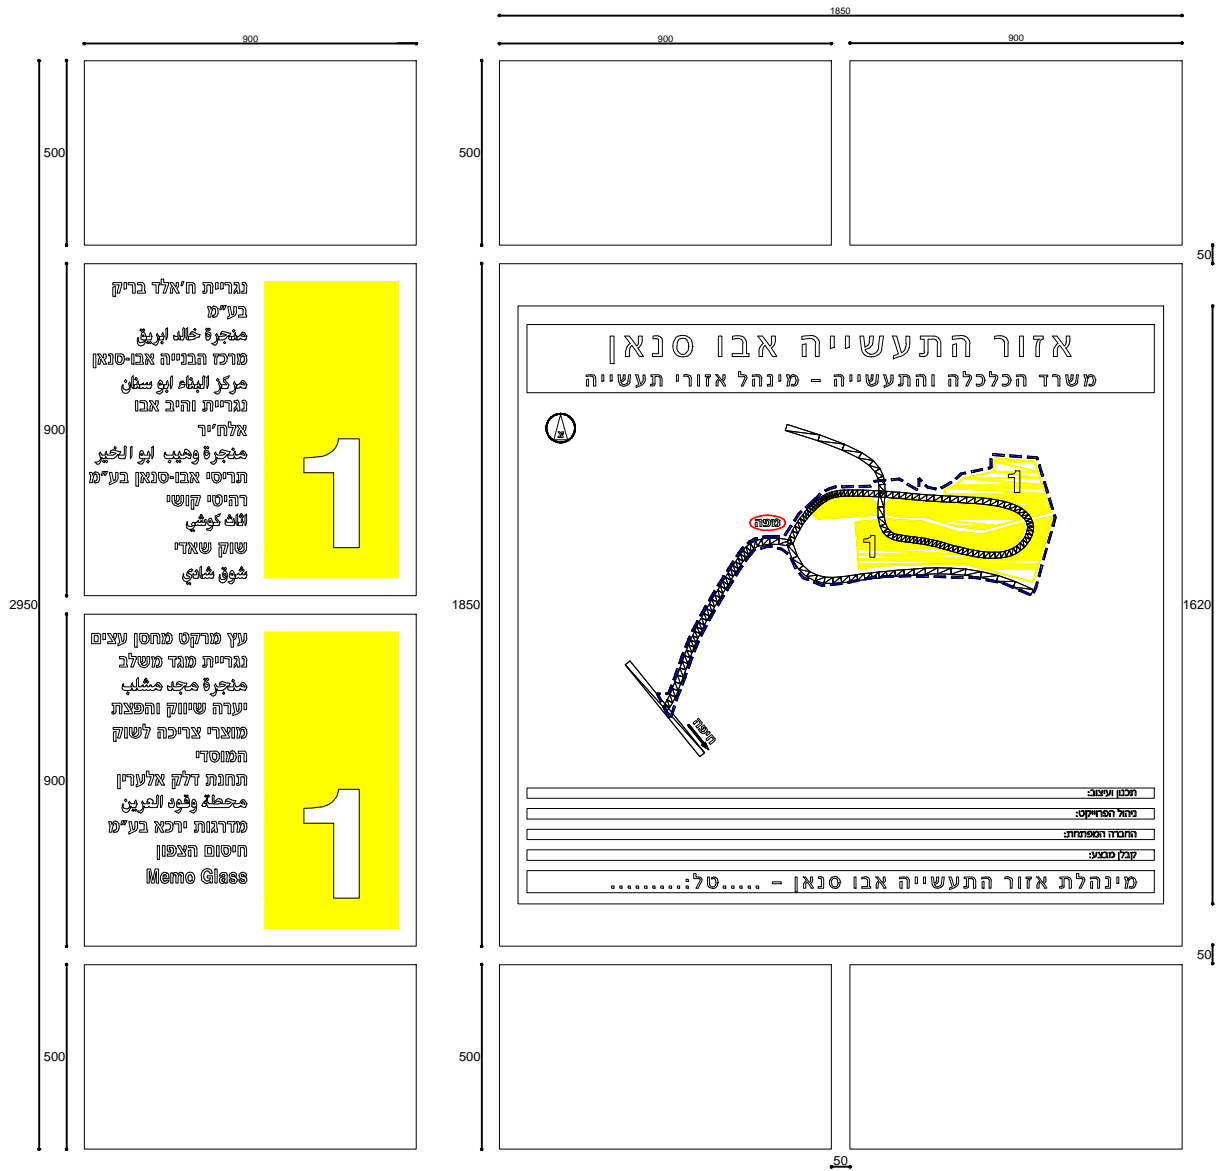 1850
900
900
900
500
500
50
נגריית ח'אלד בריק
בע"מ
منجرة خالد ابريق
מרכז הבנייה אבו-סנאן
مركز البناء ابو سنان
נגריית והיב אבו
אלח'יר
منجرة وهيب ابو الخير
תריסי אבו-סנאן בע"מ
רהיטי קושי
اثاث كوشي
שוק שאדי
شوق شادي
1
900
2950
עץ מרקט מחסן עצים
נגריית מגד משלב
منجرة مجد مشلب
יערה שיווק והפצת
מוצרי צריכה לשוק
המוסדי
תחנת דלק אלערין
محطة وقود العرين
מדרגות ירכא בע"מ
חיסום הצפון
Memo Glass
1
900
אזור התעשייה אבו סנאן
משרד הכלכלה והתעשייה - מינהל אזורי תעשייה
צ
1
1
מפה
חיפה
1850
1620
תכנון ועיצוב:
ניהול הפרוייקט:
החברה המפתחת:
קבלן מבצע:
מינהלת אזור התעשייה אבו סנאן - .....טל:..........
50
500
500
50